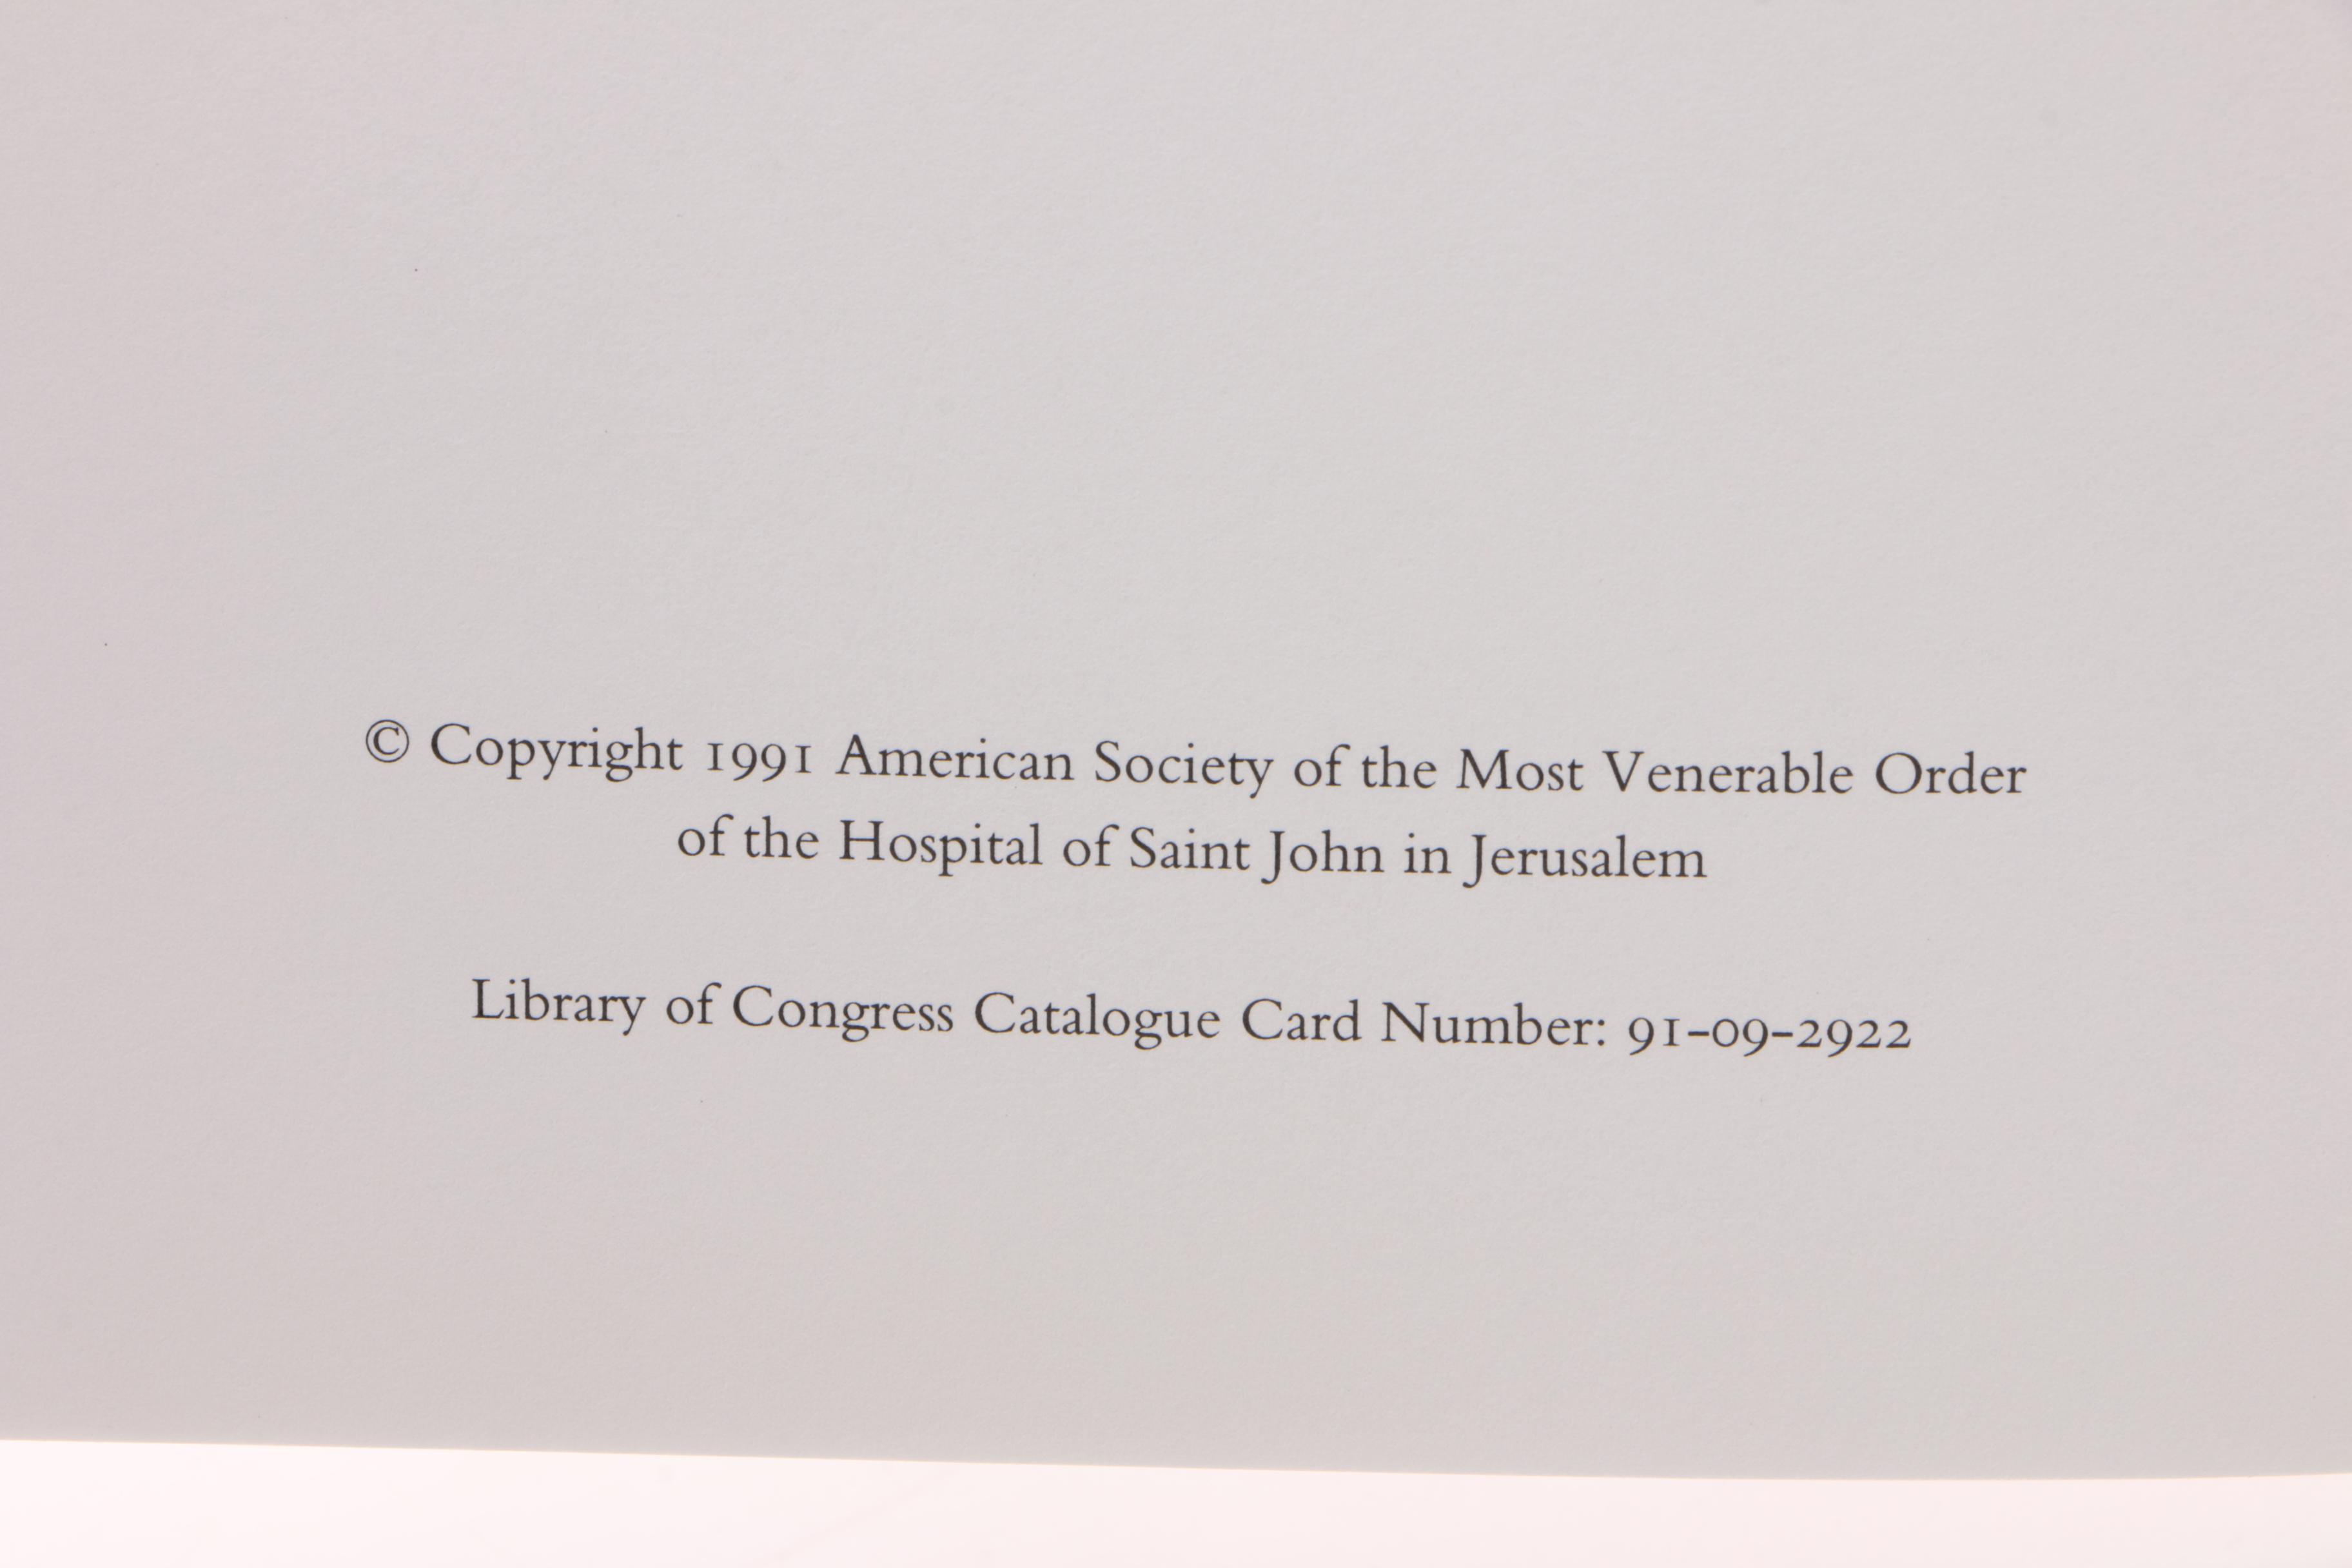 © Copyright 1991 American Society of the Most Venerable Order
of the Hospital of Saint John in Jerusalem
Library of Congress Catalogue Card Number: 91-09-2922